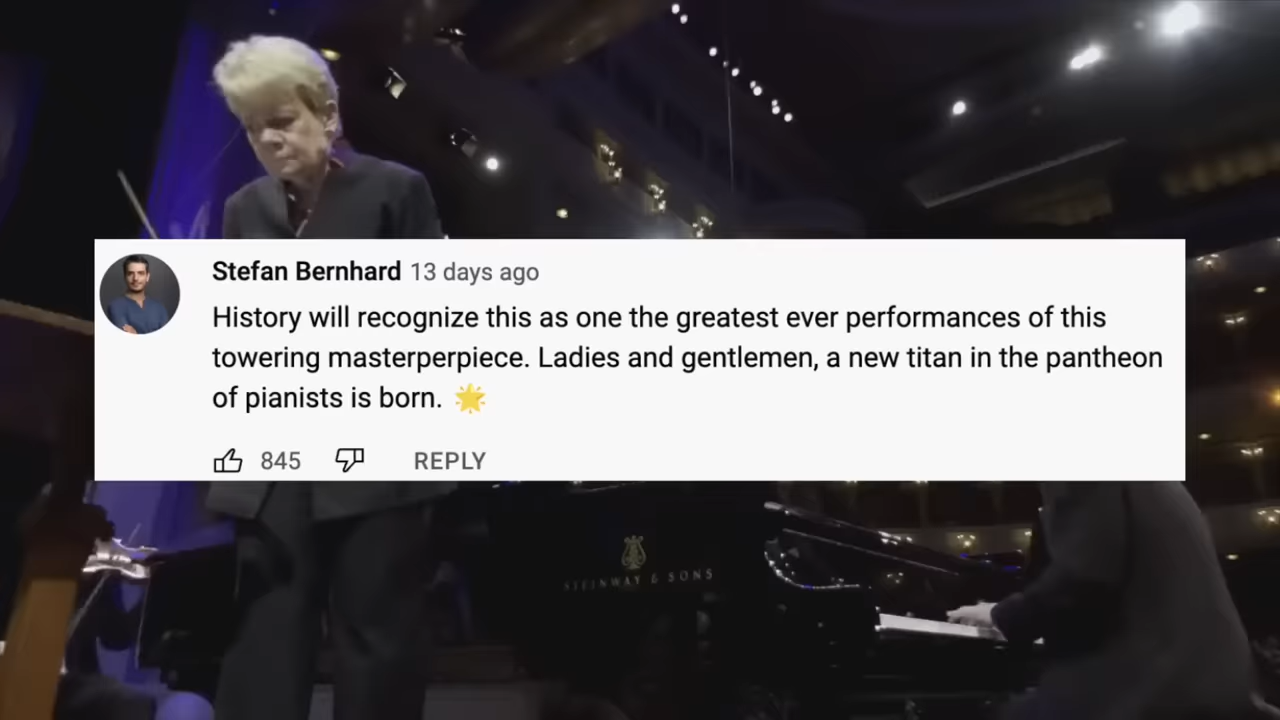 Stefan Bernhard 13 days ago
History will recognize this as one the greatest ever performances of this
towering masterperpiece. Ladies and gentlemen, a new titan in the pantheon
of pianists is born. 🌟
845 REPLY
STEINWAY & SONS